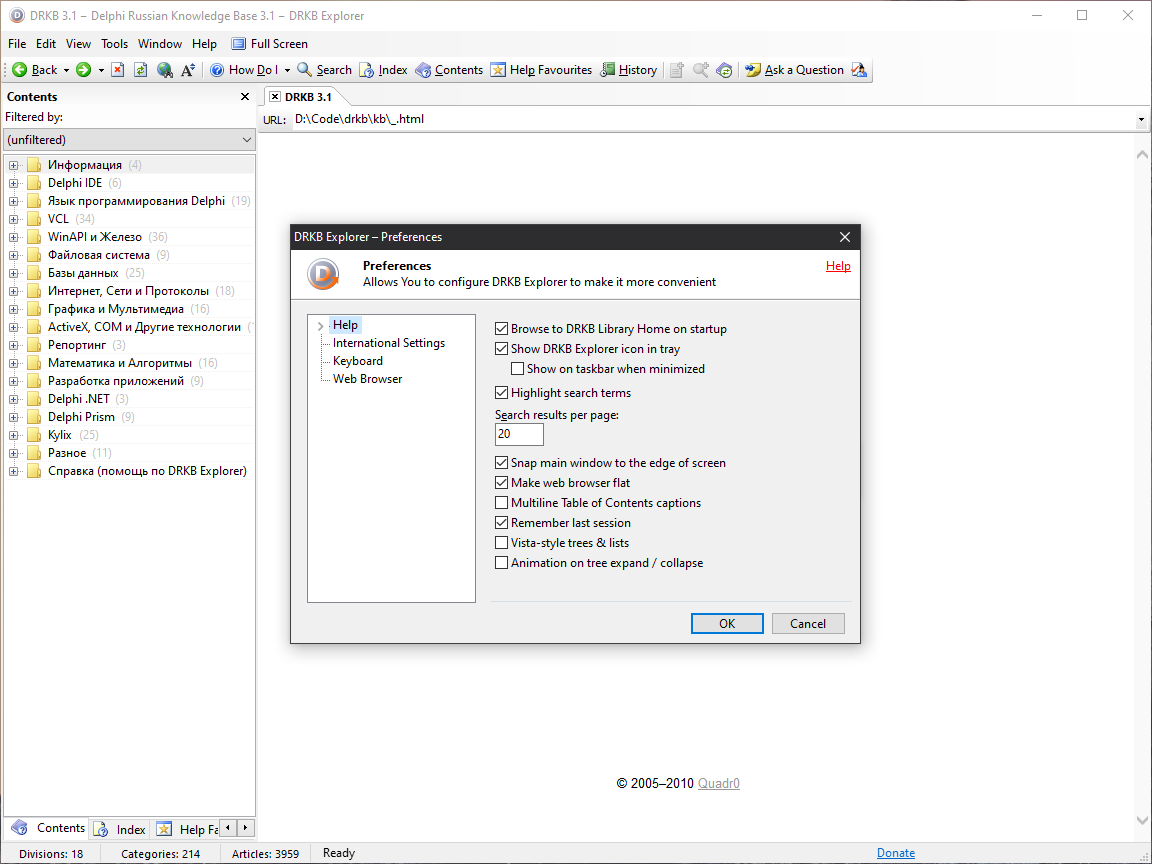 DRKB 3.1 – Delphi Russian Knowledge Base 3.1 – DRKB Explorer
File Edit View Tools Window Help Full Screen
Back How Do I Search Index Contents Help Favourites History Ask a Question
Contents
Filtered by:
(unfiltered)
Информация (4)
Delphi IDE (6)
Язык программирования Delphi (19)
VCL (34)
WinAPI и Железо (36)
Файловая система (9)
Базы данных (25)
Интернет, Сети и Протоколы (18)
Графика и Мультимедиа (16)
ActiveX, COM и Другие технологии (
Репортинг (3)
Математика и Алгоритмы (16)
Разработка приложений (9)
Delphi .NET (3)
Delphi Prism (9)
Kylix (25)
Разное (11)
Справка (помощь по DRKB Explorer)
Contents Index Help Fa
DRKB 3.1
URL: D:\Code\drkb\kb\_.html
DRKB Explorer – Preferences
Preferences
Help
Allows You to configure DRKB Explorer to make it more convenient
Help
International Settings
Keyboard
Web Browser
Browse to DRKB Library Home on startup
Show DRKB Explorer icon in tray
Show on taskbar when minimized
Highlight search terms
Search results per page:
20
Snap main window to the edge of screen
Make web browser flat
Multiline Table of Contents captions
Remember last session
Vista-style trees & lists
Animation on tree expand / collapse
OK Cancel
© 2005–2010 Quadr0
Divisions: 18 Categories: 214 Articles: 3959 Ready Donate